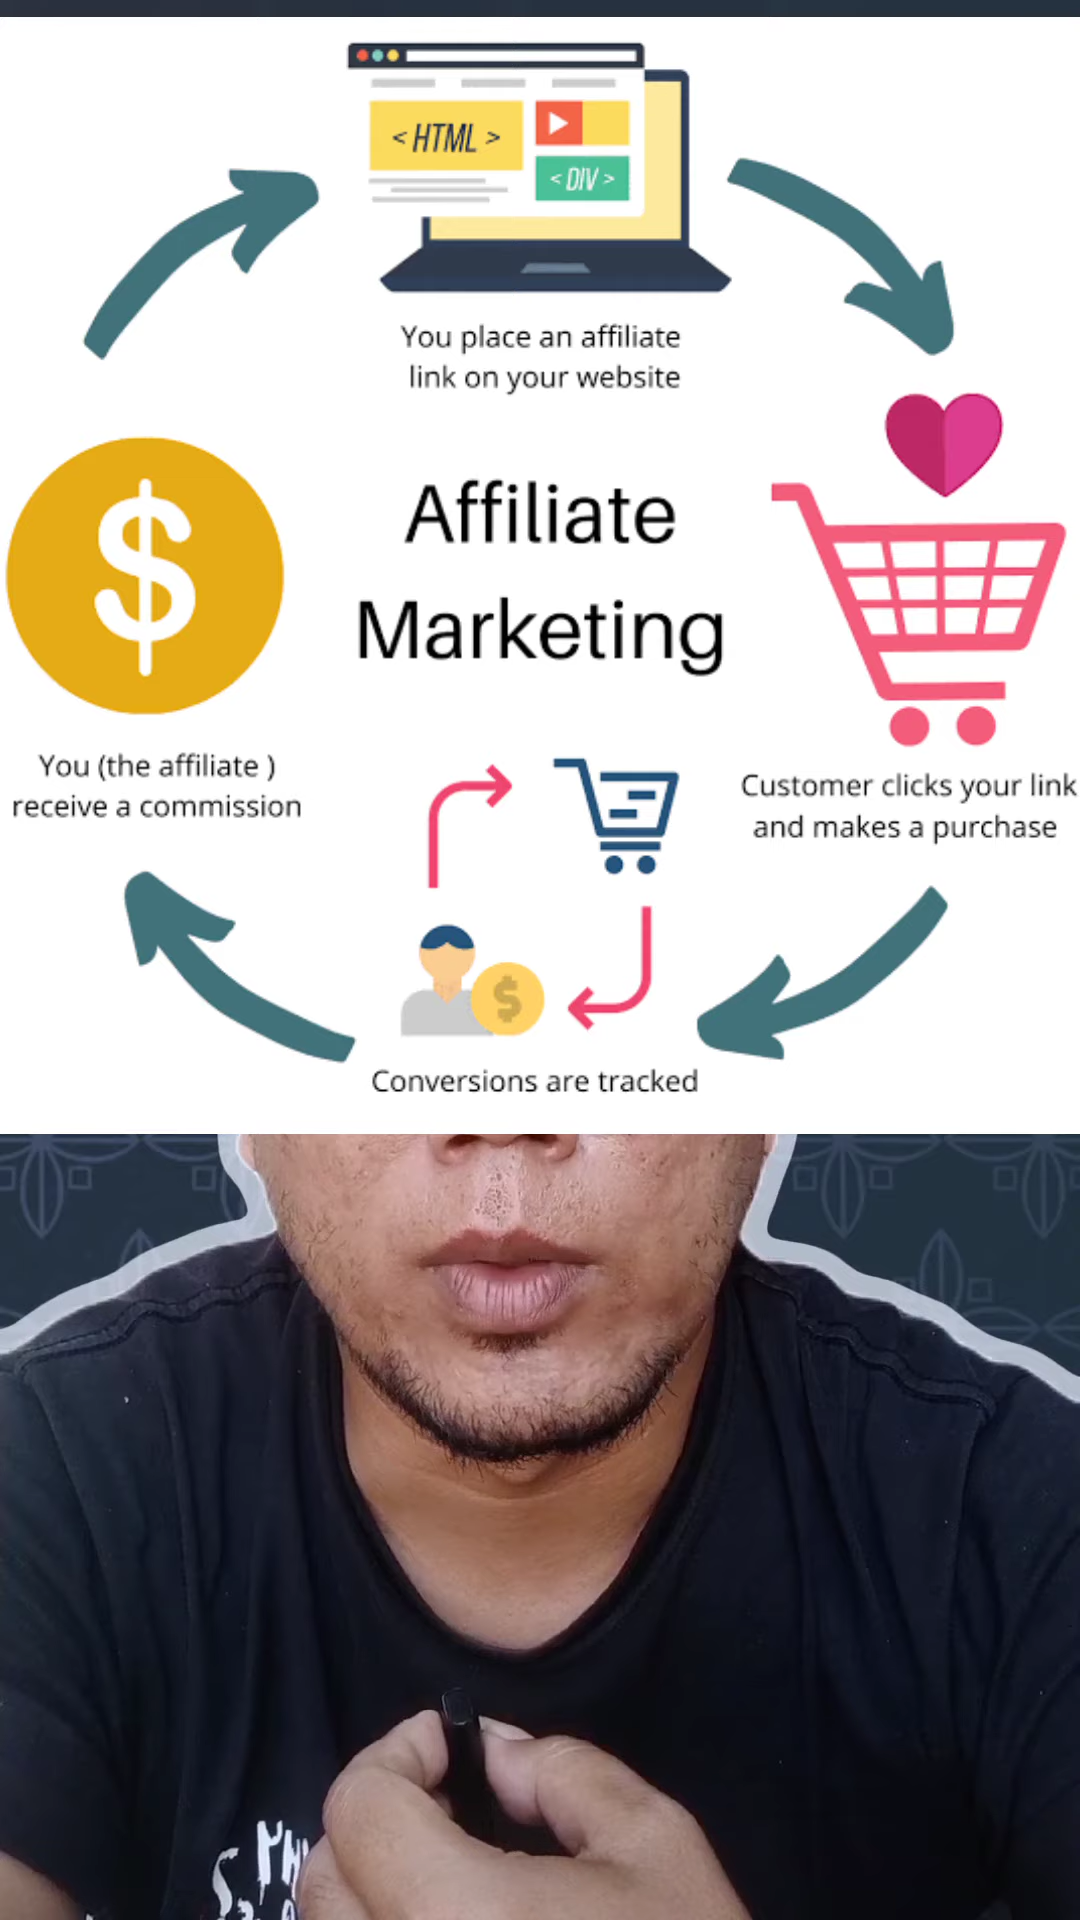 < HTML >
< DIV >
You place an affiliate
link on your website
Affiliate
Marketing
$
You (the affiliate )
receive a commission
Customer clicks your link
and makes a purchase
$
Conversions are tracked